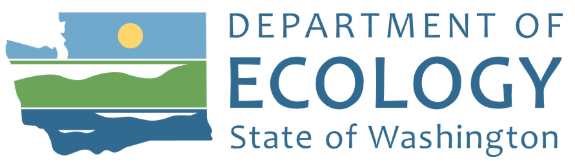 DEPARTMENT OF
ECOLOGY
State of Washington